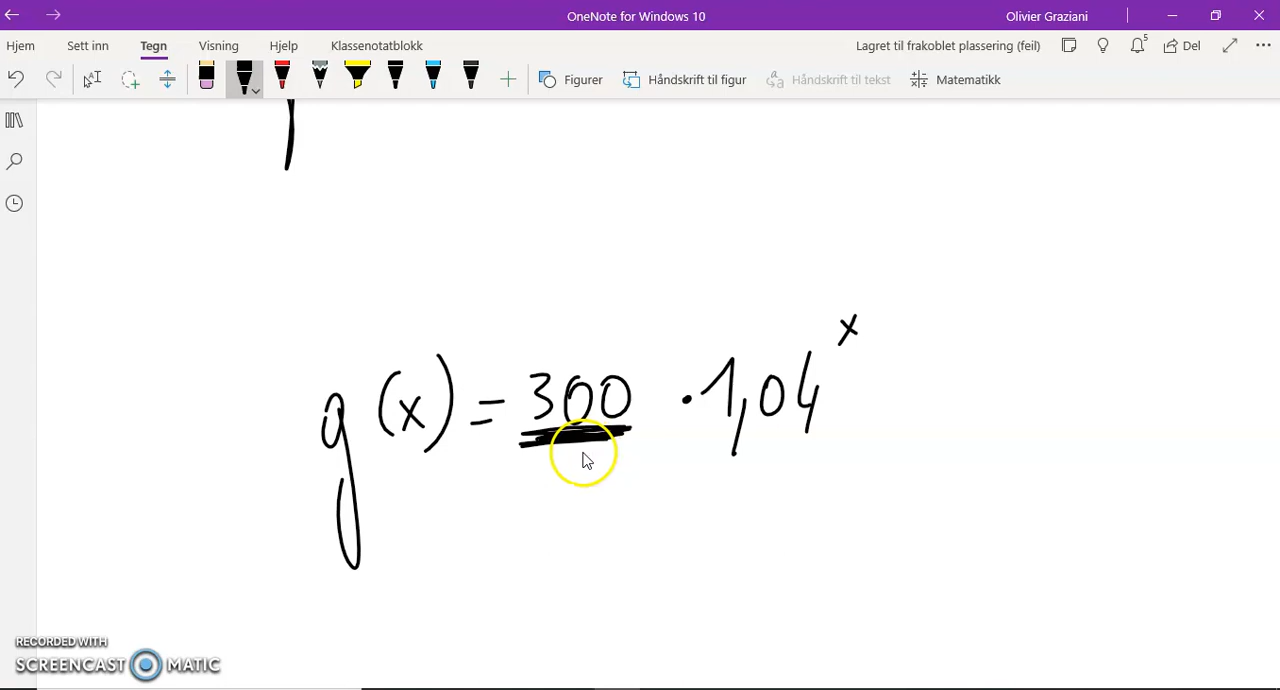 OneNote for Windows 10
Olivier Graziani
Hjem Sett inn Tegn Visning Hjelp Klassenotatblokk
Lagret til frakoblet plassering (feil) 5 Del
Figurer Håndskrift til figur Håndskrift til tekst Matematikk
g(x) = 300 · 1,04^x
RECORDED WITH
SCREENCAST MATIC